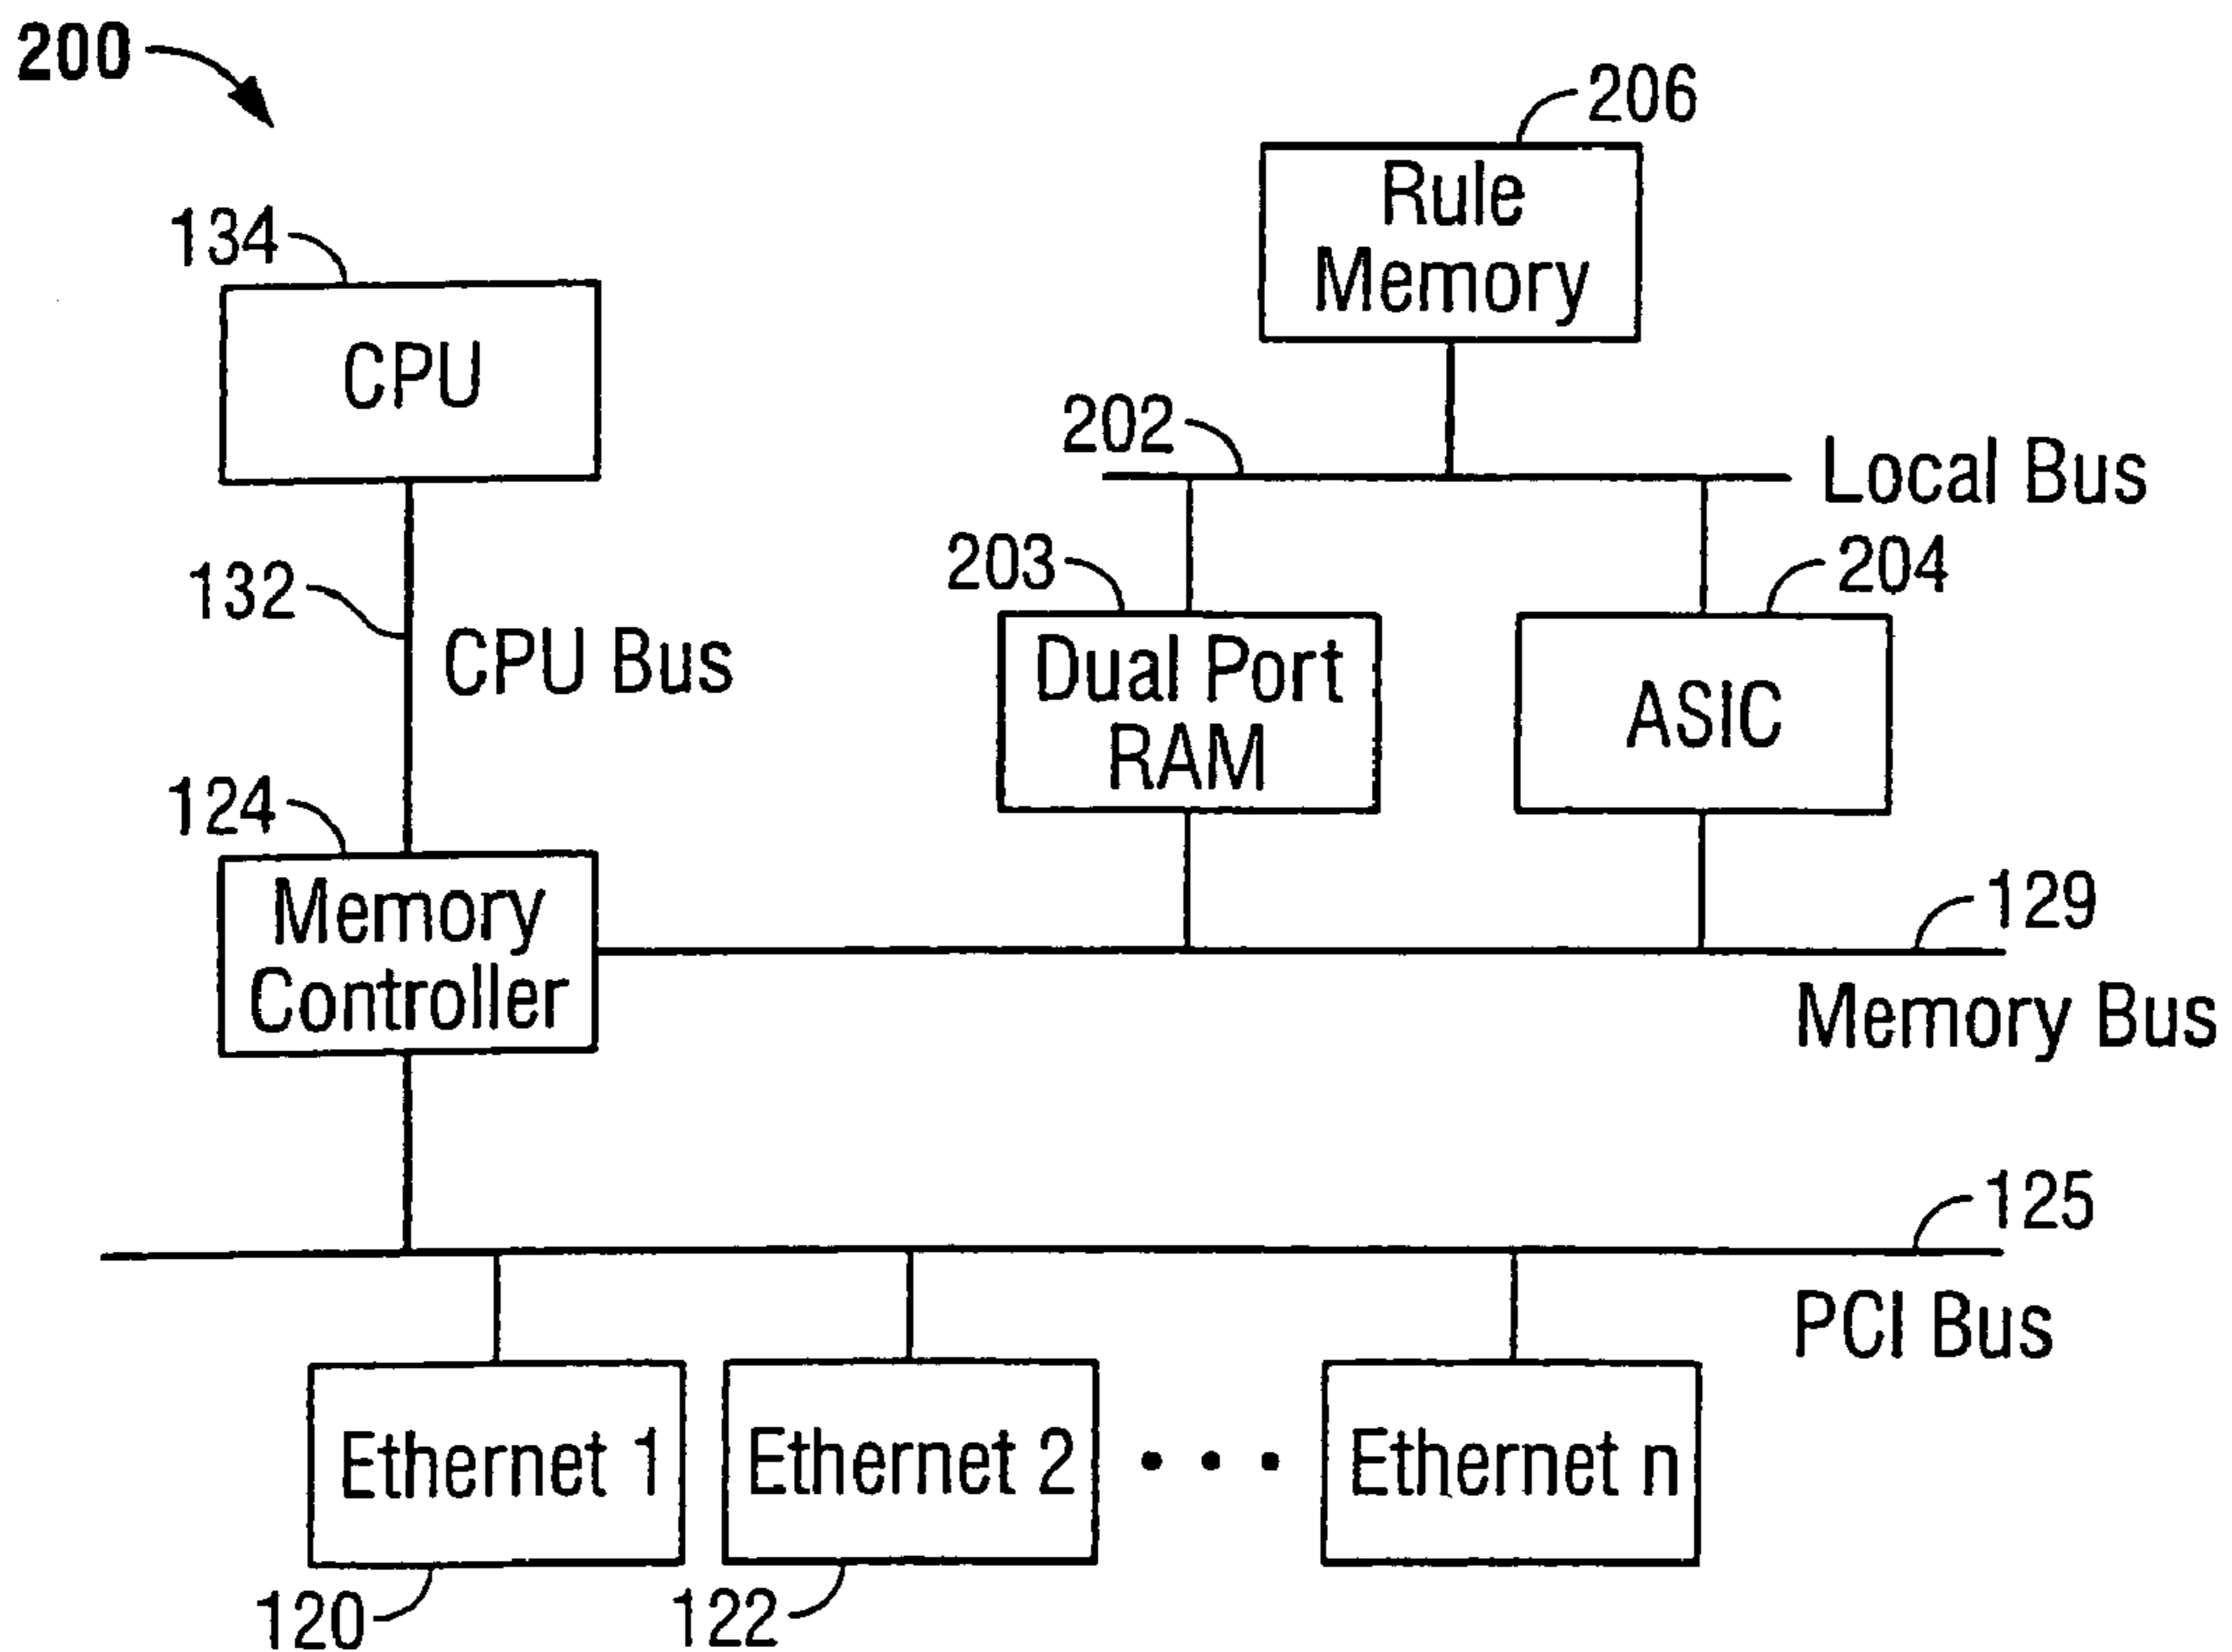 200
206
Rule
Memory
134
CPU
202
Local Bus
203
204
132
CPU Bus
Dual Port
RAM
ASIC
124
Memory
Controller
129
Memory Bus
125
PCI Bus
Ethernet 1
Ethernet 2
• • •
Ethernet n
120
122